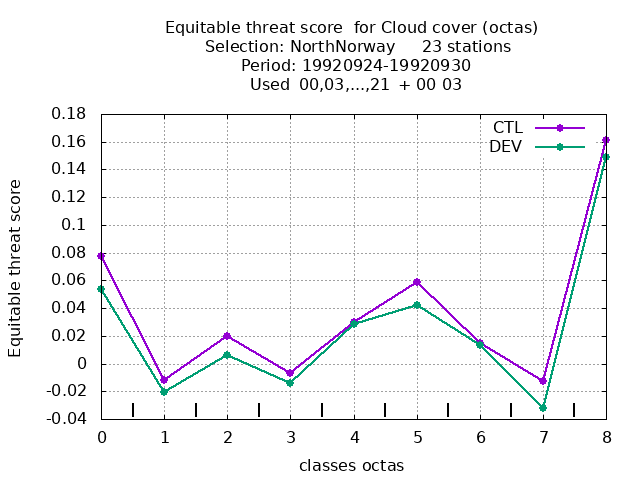 Equitable threat score  for Cloud cover (octas)
Selection: NorthNorway     23 stations
Period: 19920924-19920930
Used  00,03,...,21  + 00 03
CTL
DEV
Equitable threat score
0.18
0.16
0.14
0.12
0.1
0.08
0.06
0.04
0.02
0
-0.02
-0.04
0 1 2 3 4 5 6 7 8
classes octas